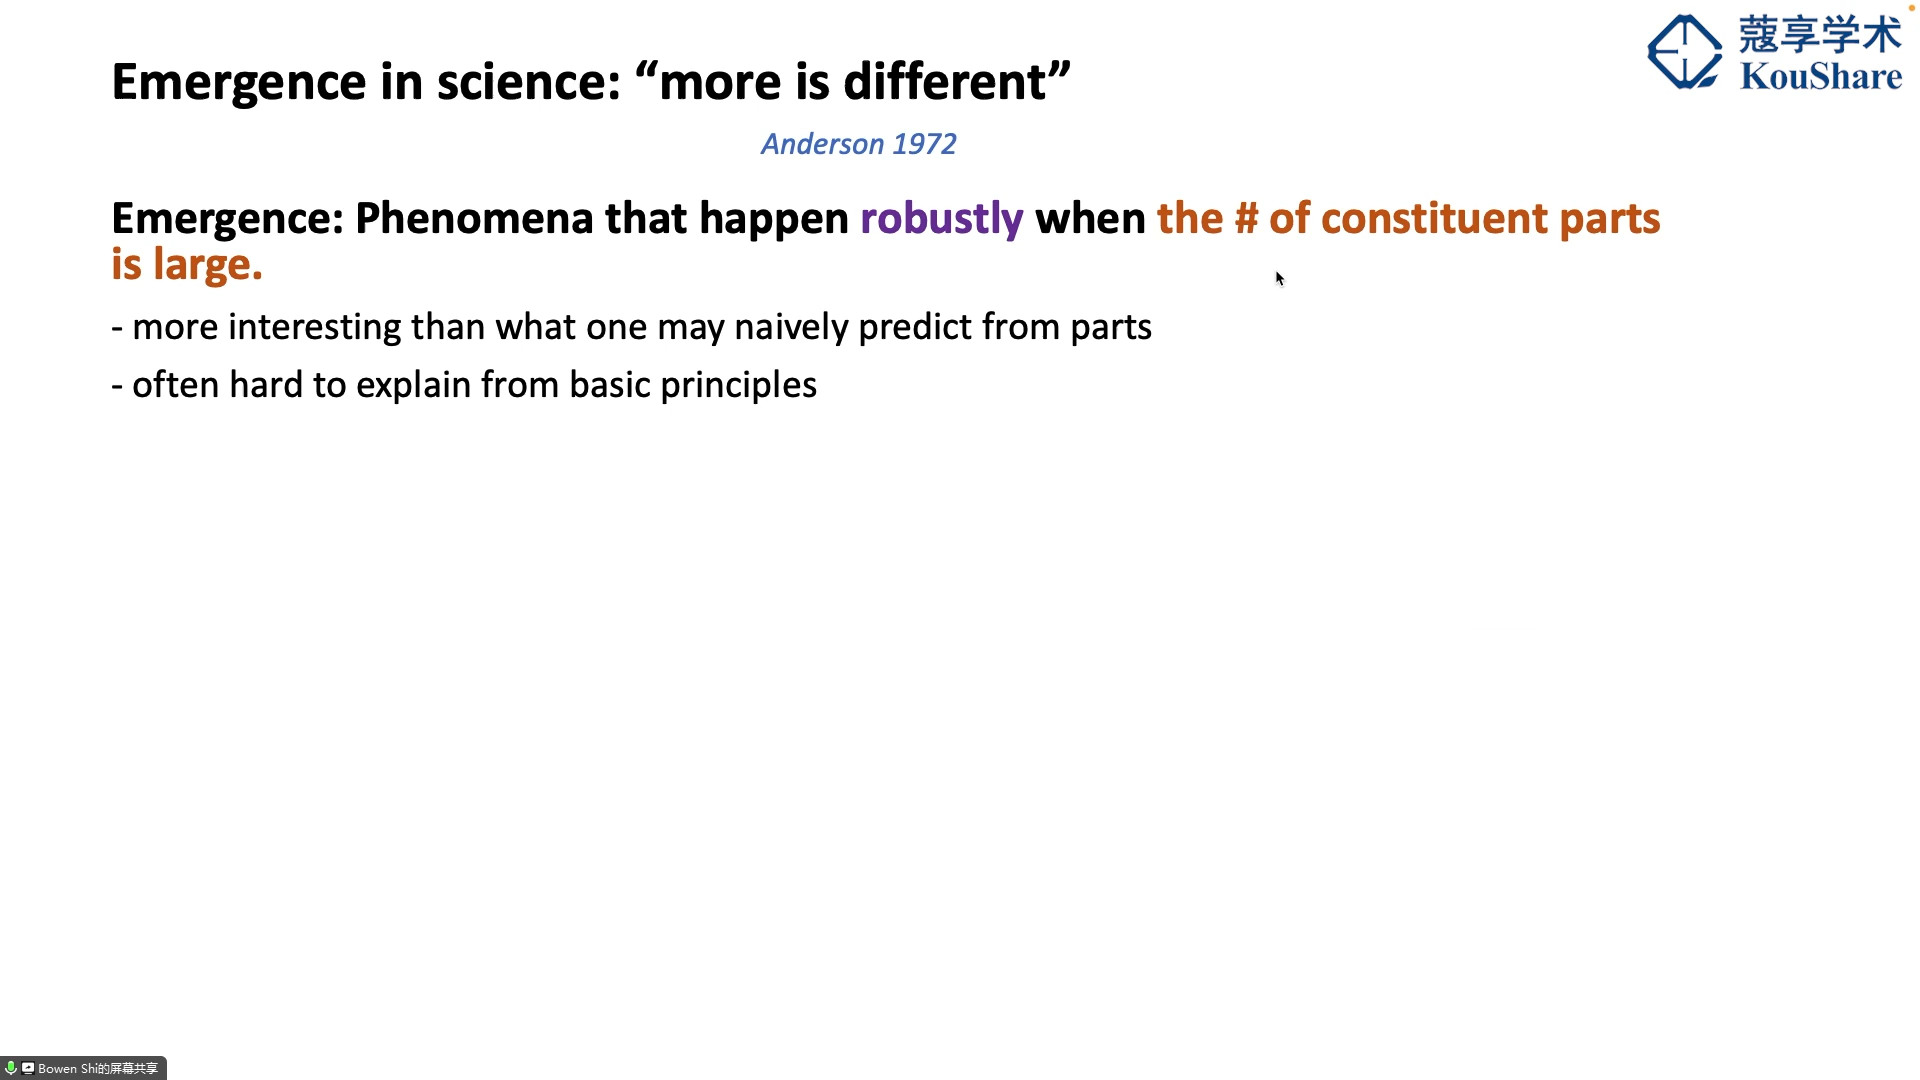 蔻享学术
KouShare
Emergence in science: “more is different”
Anderson 1972
Emergence: Phenomena that happen robustly when the # of constituent parts
is large.
- more interesting than what one may naively predict from parts
- often hard to explain from basic principles
Bowen Shi的屏幕共享